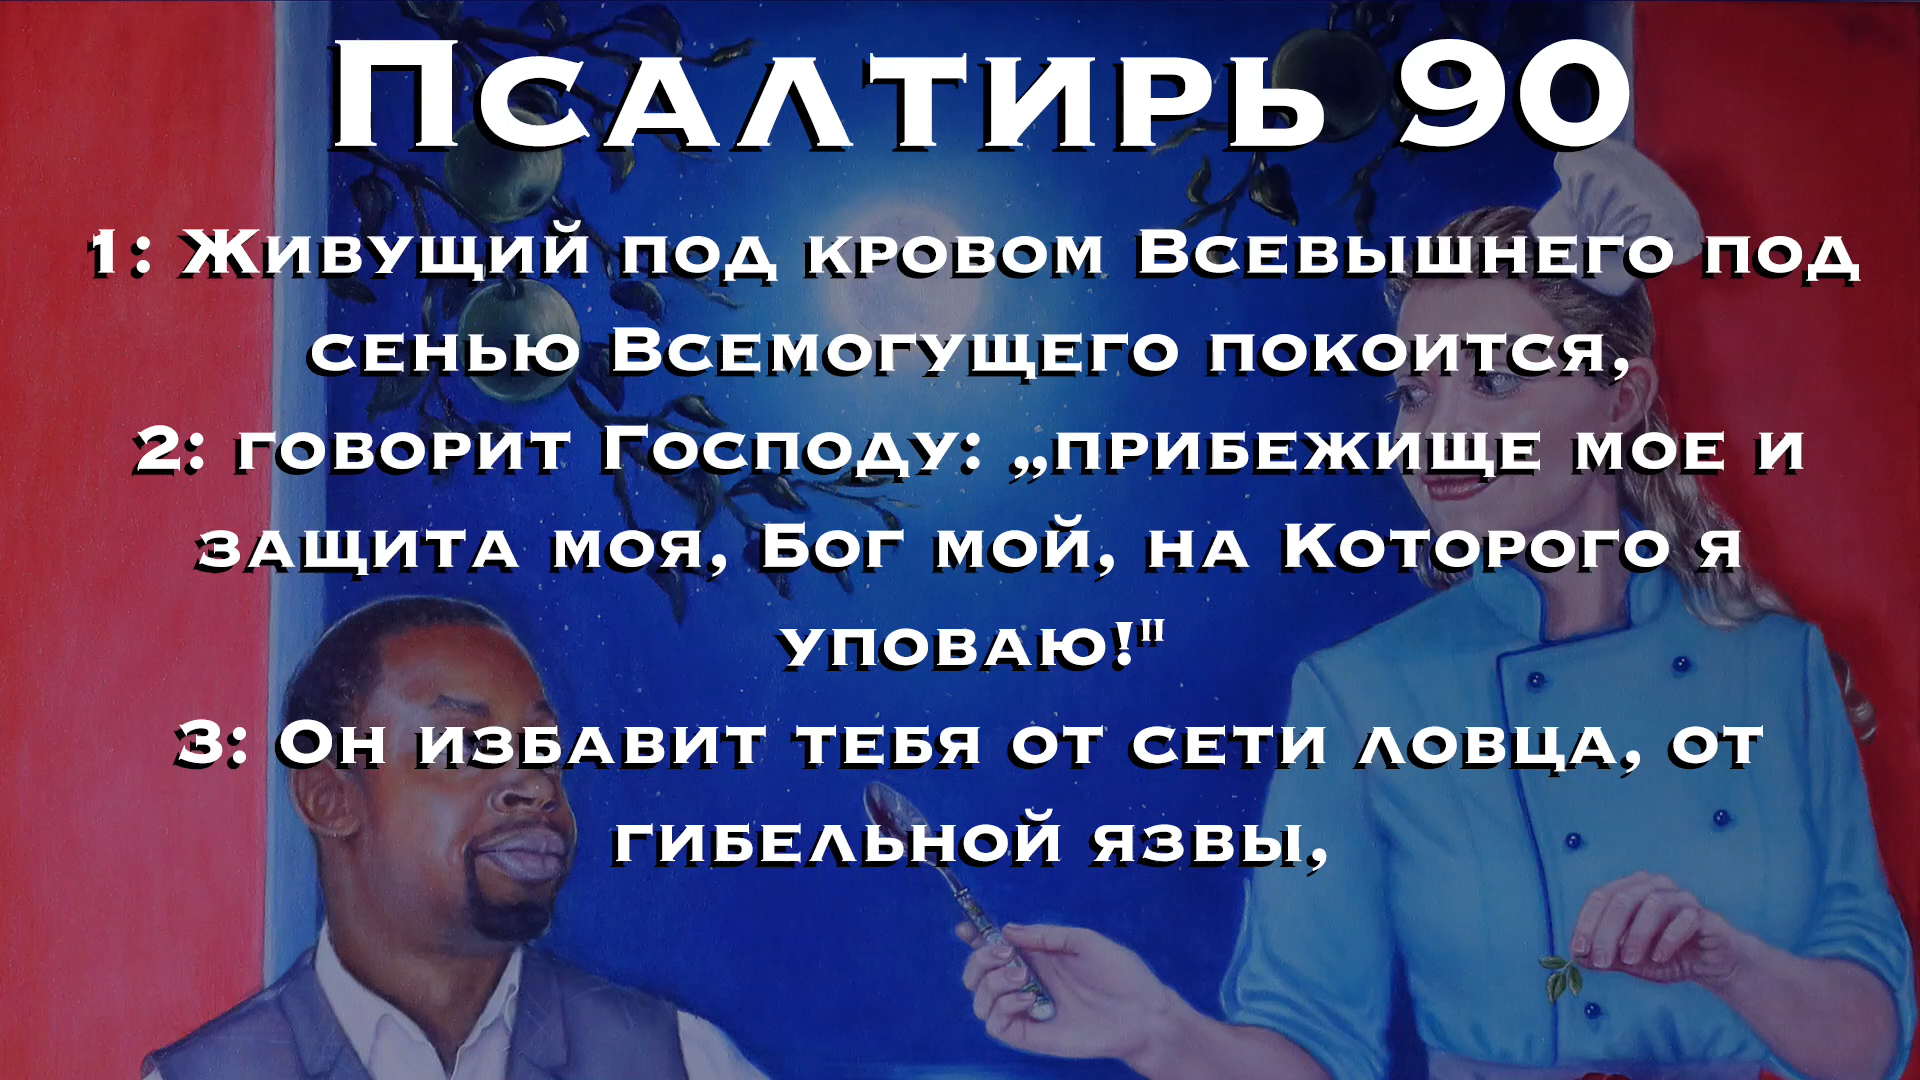 Псалтирь 90
1: Живущий под кровом Всевышнего под
сенью Всемогущего покоится,
2: говорит Господу: „прибежище мое и
защита моя, Бог мой, на Которого я
уповаю!"
3: Он избавит тебя от сети ловца, от
гибельной язвы,